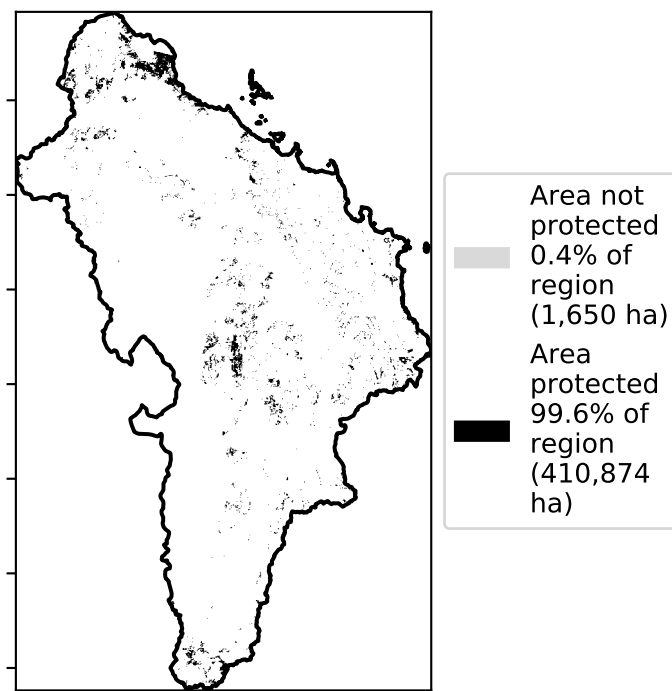 Area not
protected
0.4% of
region
(1,650 ha)
Area
protected
99.6% of
region
(410,874
ha)